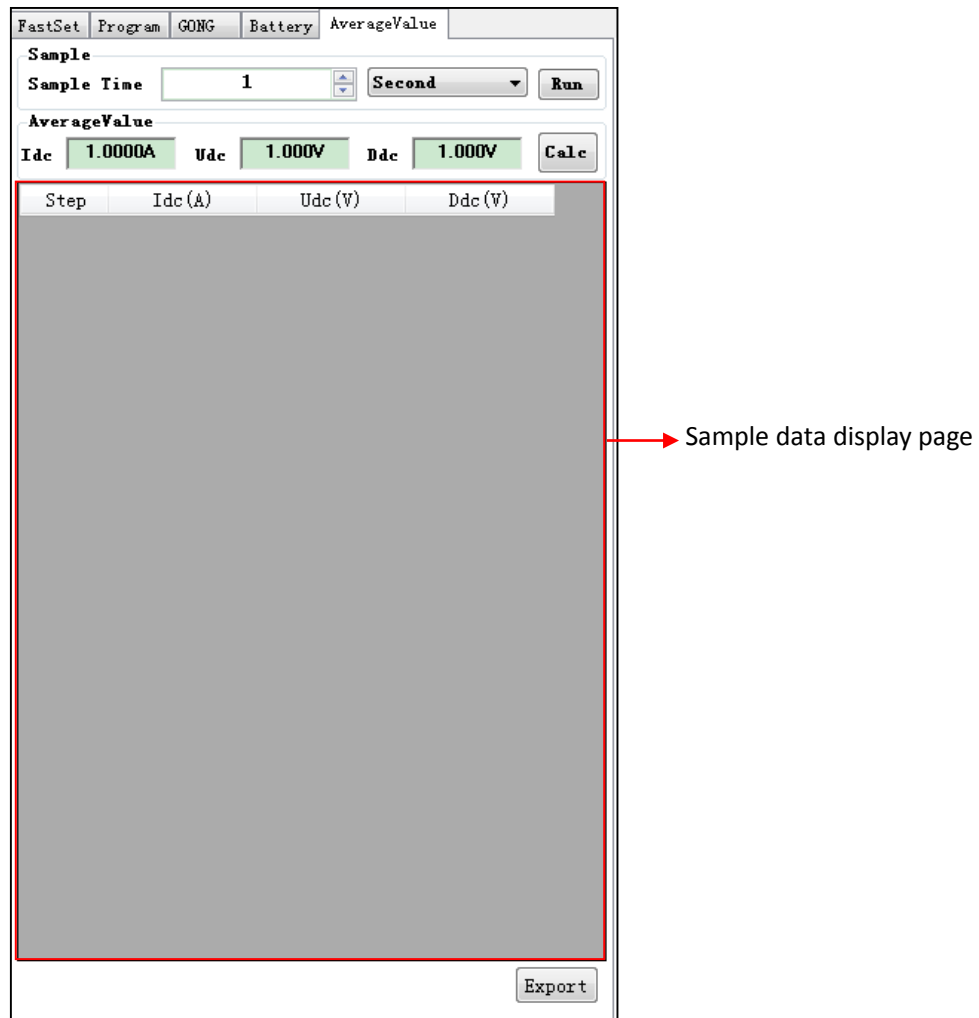 FastSet Program GONG Battery AverageValue
Sample
Sample Time 1 Second Run
AverageValue
Idc 1.0000A Udc 1.000V Ddc 1.000V Calc
Step Idc(A) Udc(V) Ddc(V)
Sample data display page
Export